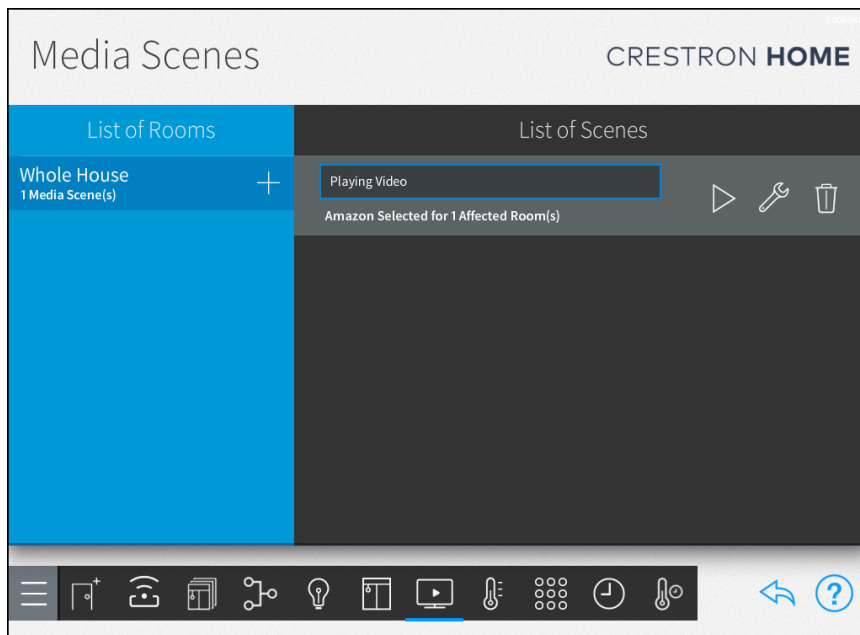 Media Scenes
CRESTRON HOME
List of Rooms
List of Scenes
Whole House
1 Media Scene(s)
Playing Video
Amazon Selected for 1 Affected Room(s)
?